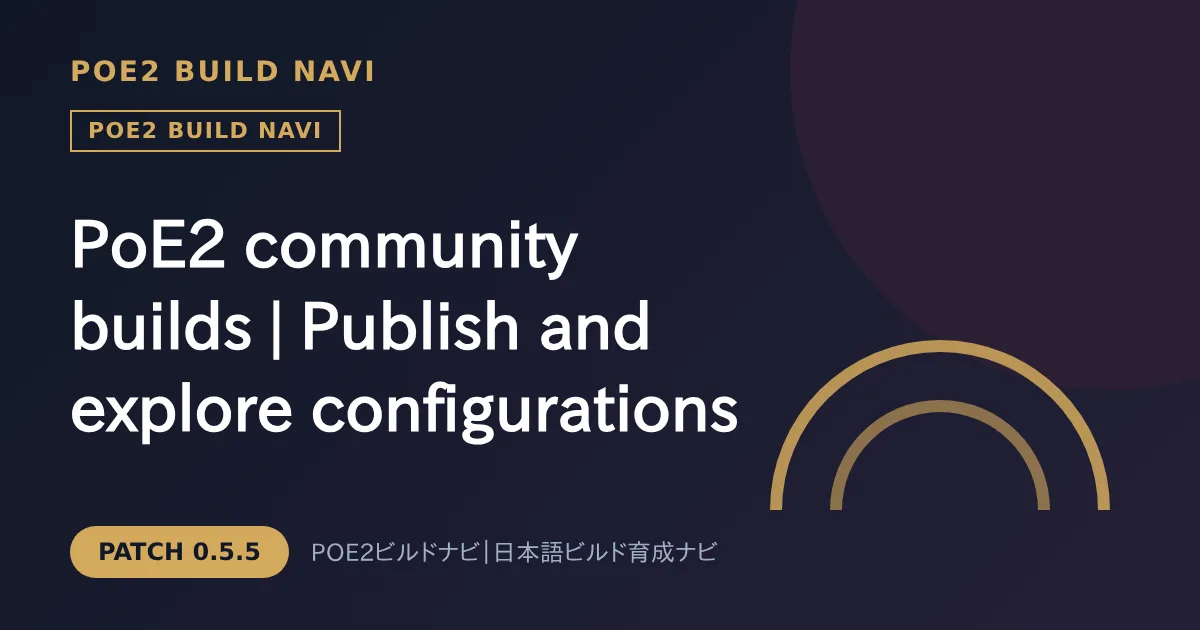 POE2 BUILD NAVI
POE2 BUILD NAVI
PoE2 community
builds | Publish and
explore configurations
PATCH 0.5.5
POE2ビルドナビ|日本語ビルド育成ナビ